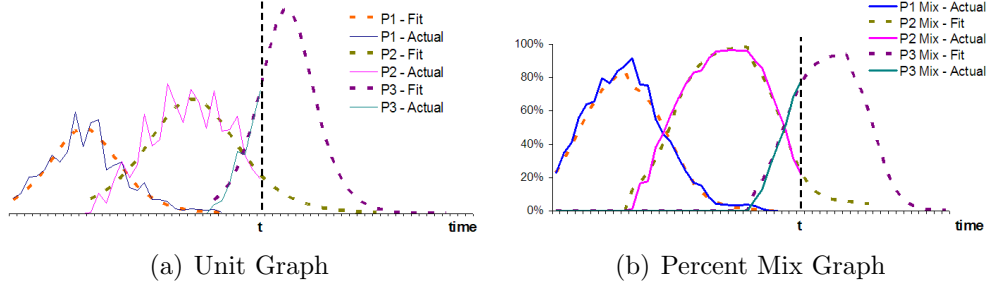 P1 - Fit
P1 - Actual
P2 - Fit
P2 - Actual
P3 - Fit
P3 - Actual
t
time
(a) Unit Graph
P1 Mix - Actual
P2 Mix - Fit
P2 Mix - Actual
P3 Mix - Fit
P3 Mix - Actual
100%
80%
60%
40%
20%
0%
t
time
(b) Percent Mix Graph